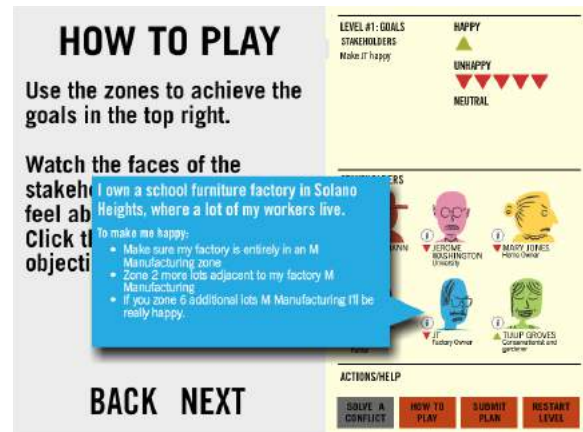 HOW TO PLAY
Use the zones to achieve the
goals in the top right.
Watch the faces of the
stakeh
feel ab
Click t
objecti
I own a school furniture factory in Solano
Heights, where a lot of my workers live.
To make me happy:
• Make sure my factory is entirely in an M
Manufacturing zone
• Zone 2 more lots adjacent to my factory M
Manufacturing
• If you zone 6 additional lots M Manufacturing I'll be
really happy.
BACK NEXT
LEVEL #1: GOALS
STAKEHOLDERS
Make JT happy
HAPPY
UNHAPPY
NEUTRAL
ERS
ANN
JEROME
WASHINGTON
University
MARY JONES
Home Owner
JT
Factory Owner
TULIP GROVES
Conservationist and
gardener
ACTIONS/HELP
SOLVE A
CONFLICT
HOW TO
PLAY
SUBMIT
PLAN
RESTART
LEVEL